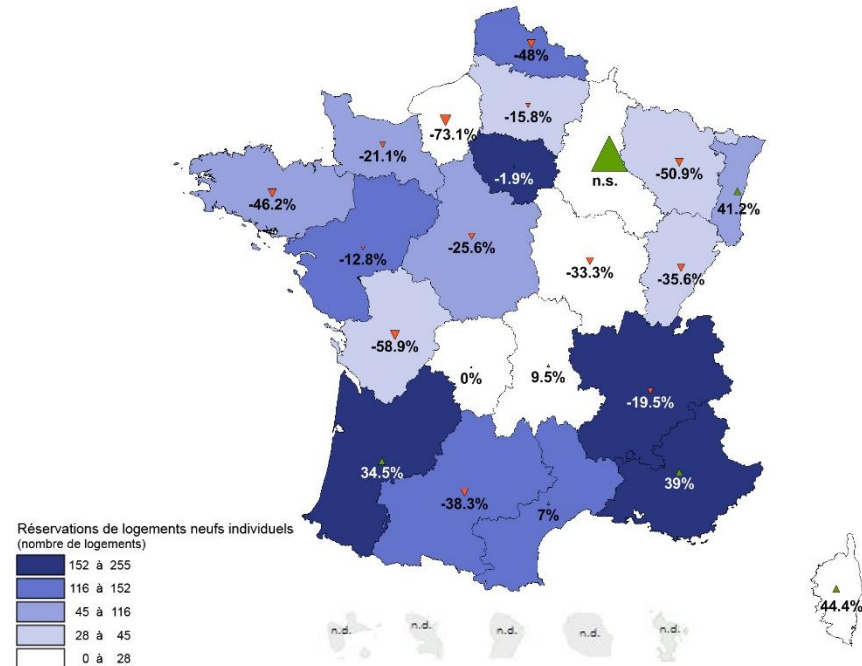 -48%
-15.8%
-73.1%
-21.1%
n.s.
-50.9%
-1.9%
41.2%
-46.2%
-25.6%
-12.8%
-33.3%
-35.6%
-58.9%
0%
9.5%
-19.5%
34.5%
39%
-38.3%
7%
Réservations de logements neufs individuels
(nombre de logements)
152 à 255
116 à 152
45 à 116
28 à 45
0 à 28
44.4%
n.d.
n.d.
n.d.
n.d.
n.d.